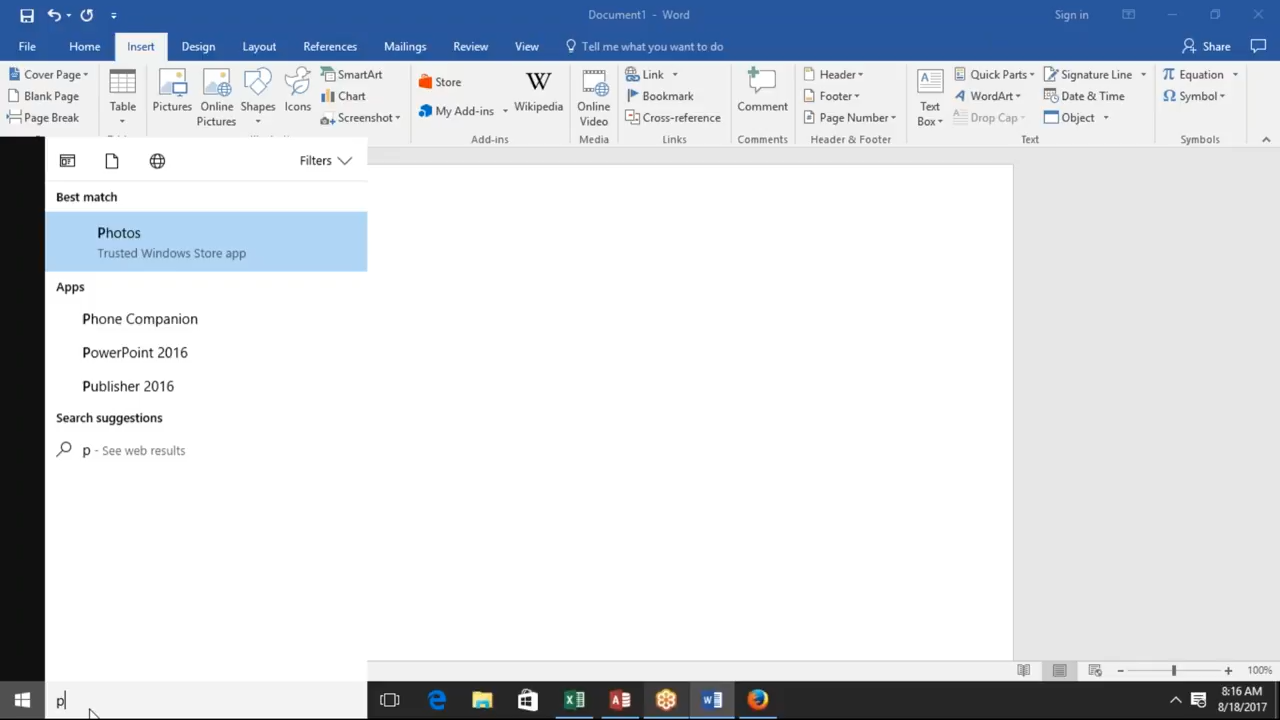 Document1 - Word
Sign in
File Home Insert Design Layout References Mailings Review View Tell me what you want to do Share
Cover Page
Blank Page
Page Break
Table
Pictures
Online Pictures
Shapes
Icons
SmartArt
Chart
Screenshot
Store
My Add-ins
Wikipedia
Add-ins
Online Video
Media
Link
Bookmark
Cross-reference
Links
Comment
Comments
Header
Footer
Page Number
Header & Footer
Text Box
Quick Parts
WordArt
Drop Cap
Signature Line
Date & Time
Object
Text
Equation
Symbol
Symbols
Filters
Best match
Photos
Trusted Windows Store app
Apps
Phone Companion
PowerPoint 2016
Publisher 2016
Search suggestions
p - See web results
100%
p
8:16 AM
8/18/2017